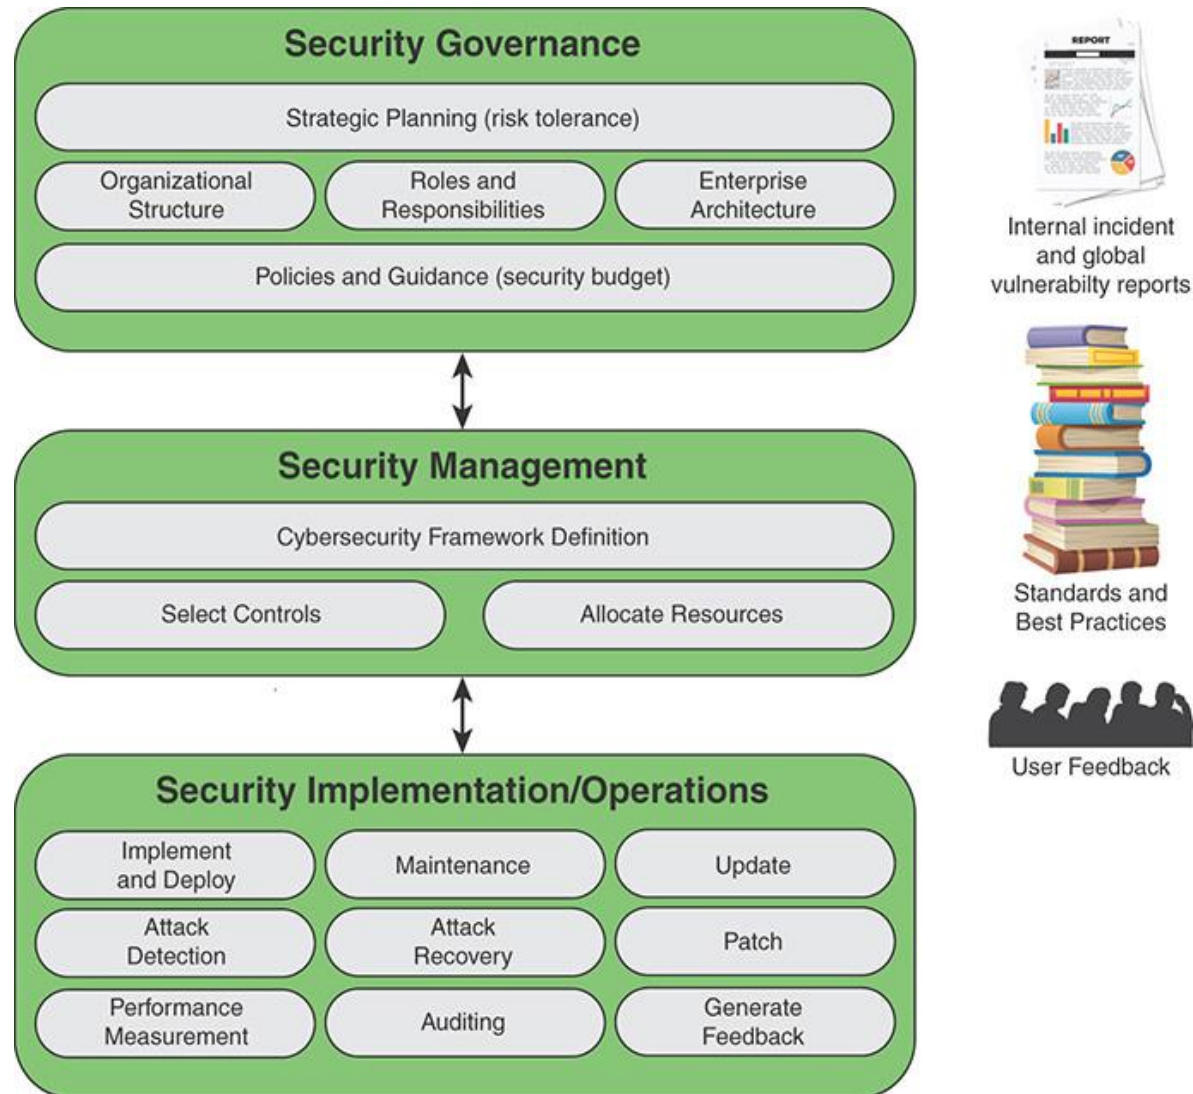 Security Governance
Strategic Planning (risk tolerance)
Organizational
Structure
Roles and
Responsibilities
Enterprise
Architecture
Policies and Guidance (security budget)
Security Management
Cybersecurity Framework Definition
Select Controls
Allocate Resources
Security Implementation/Operations
Implement
and Deploy
Maintenance
Update
Attack
Detection
Attack
Recovery
Patch
Performance
Measurement
Auditing
Generate
Feedback
REPORT
Internal incident
and global
vulnerabilty reports
Standards and
Best Practices
User Feedback